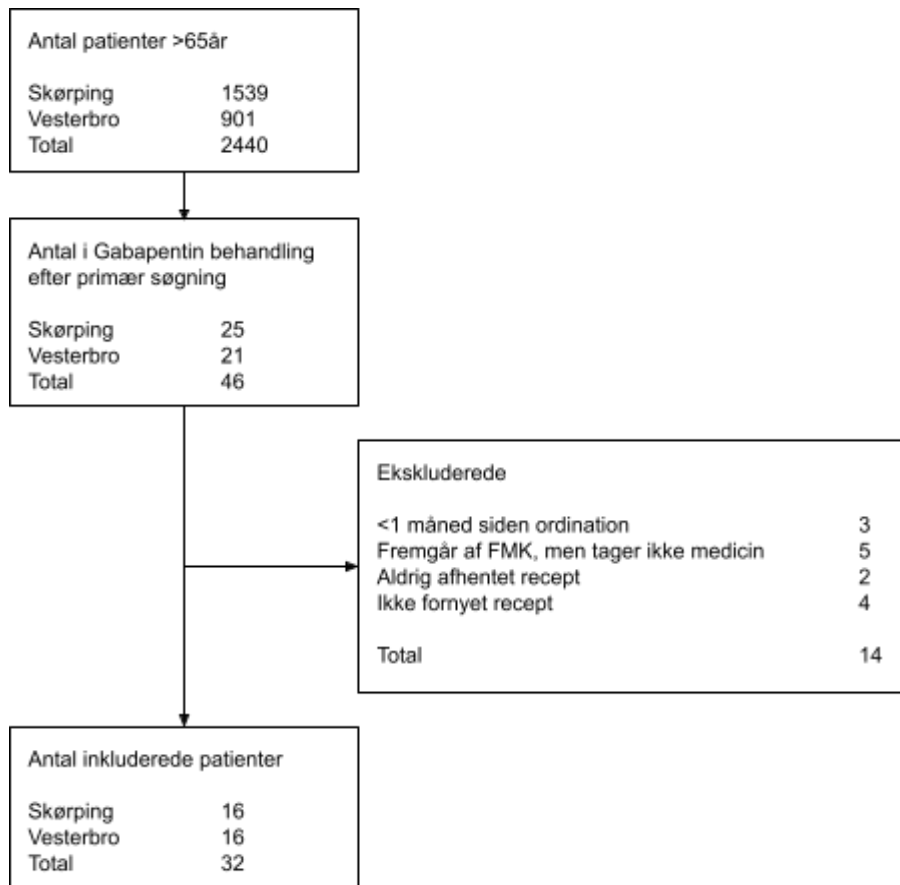 Antal patienter >65år
Skørping 1539
Vesterbro 901
Total 2440
Antal i Gabapentin behandling
efter primær søgning
Skørping 25
Vesterbro 21
Total 46
Ekskluderede
<1 måned siden ordination 3
Fremgår af FMK, men tager ikke medicin 5
Aldrig afhentet recept 2
Ikke fornyet recept 4
Total 14
Antal inkluderede patienter
Skørping 16
Vesterbro 16
Total 32